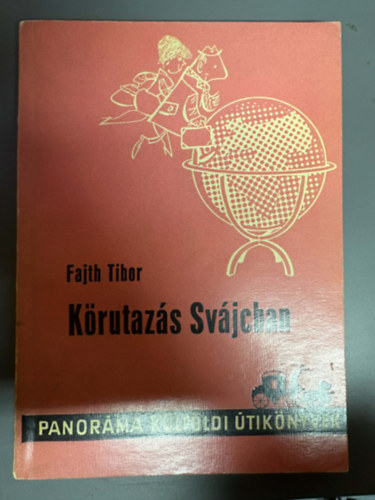 Fajth Tibor
Körutazás Svájcban
PANORÁMA KÜLFÖLDI ÚTIKÖNYVEK